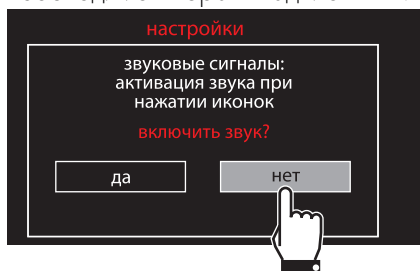 настройки
звуковые сигналы:
активация звука при
нажатии иконок
включить звук?
да нет